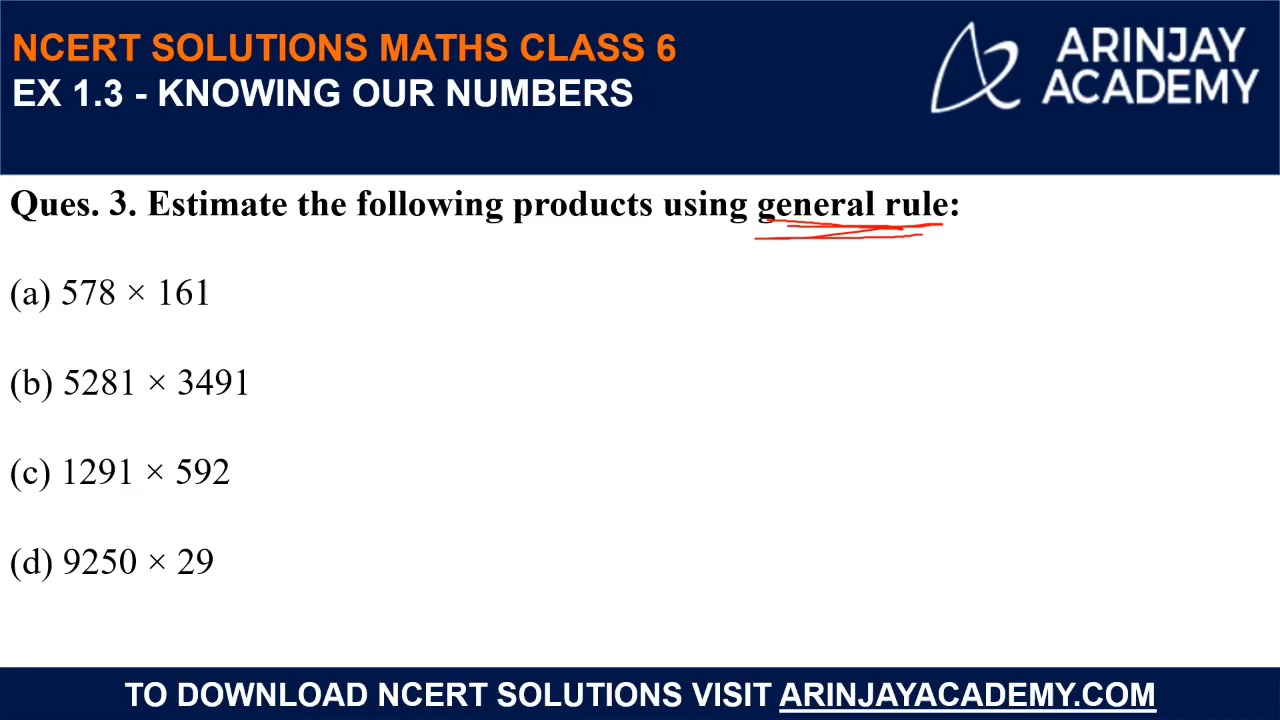 NCERT SOLUTIONS MATHS CLASS 6
EX 1.3 - KNOWING OUR NUMBERS
ARINJAY
ACADEMY
Ques. 3. Estimate the following products using general rule:
(a) 578 × 161
(b) 5281 × 3491
(c) 1291 × 592
(d) 9250 × 29
TO DOWNLOAD NCERT SOLUTIONS VISIT ARINJAYACADEMY.COM